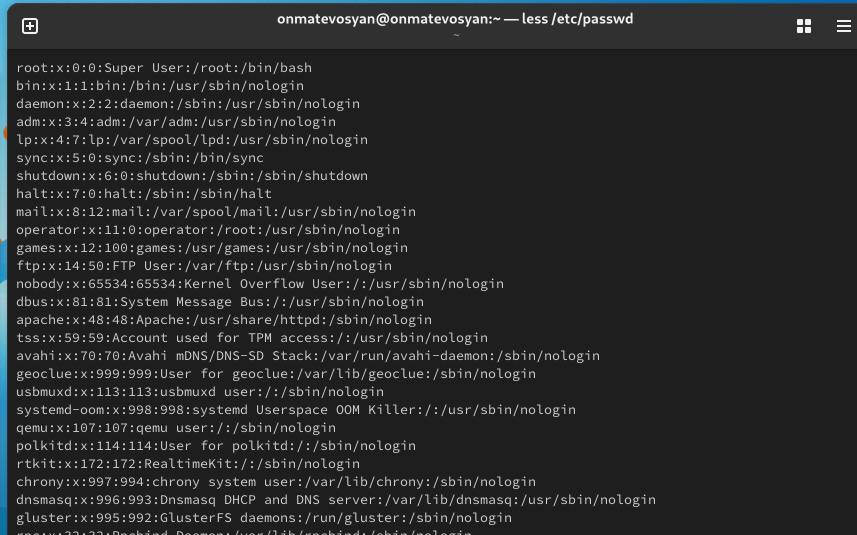 onmatevosyan@onmatevosyan:~ — less /etc/passwd
~
root:x:0:0:Super User:/root:/bin/bash
bin:x:1:1:bin:/bin:/usr/sbin/nologin
daemon:x:2:2:daemon:/sbin:/usr/sbin/nologin
adm:x:3:4:adm:/var/adm:/usr/sbin/nologin
lp:x:4:7:lp:/var/spool/lpd:/usr/sbin/nologin
sync:x:5:0:sync:/sbin:/bin/sync
shutdown:x:6:0:shutdown:/sbin:/sbin/shutdown
halt:x:7:0:halt:/sbin:/sbin/halt
mail:x:8:12:mail:/var/spool/mail:/usr/sbin/nologin
operator:x:11:0:operator:/root:/usr/sbin/nologin
games:x:12:100:games:/usr/games:/usr/sbin/nologin
ftp:x:14:50:FTP User:/var/ftp:/usr/sbin/nologin
nobody:x:65534:65534:Kernel Overflow User:/:/usr/sbin/nologin
dbus:x:81:81:System Message Bus:/:/usr/sbin/nologin
apache:x:48:48:Apache:/usr/share/httpd:/sbin/nologin
tss:x:59:59:Account used for TPM access:/:/usr/sbin/nologin
avahi:x:70:70:Avahi mDNS/DNS-SD Stack:/var/run/avahi-daemon:/sbin/nologin
geoclue:x:999:999:User for geoclue:/var/lib/geoclue:/sbin/nologin
usbmuxd:x:113:113:usbmuxd user:/:/sbin/nologin
systemd-oom:x:998:998:systemd Userspace OOM Killer:/:/usr/sbin/nologin
qemu:x:107:107:qemu user:/:/sbin/nologin
polkitd:x:114:114:User for polkitd:/:/sbin/nologin
rtkit:x:172:172:RealtimeKit:/:/sbin/nologin
chrony:x:997:994:chrony system user:/var/lib/chrony:/sbin/nologin
dnsmasq:x:996:993:Dnsmasq DHCP and DNS server:/var/lib/dnsmasq:/usr/sbin/nologin
gluster:x:995:992:GlusterFS daemons:/run/gluster:/sbin/nologin
rpc:x:32:32:Rpcbind Daemon:/var/lib/rpcbind:/sbin/nologin